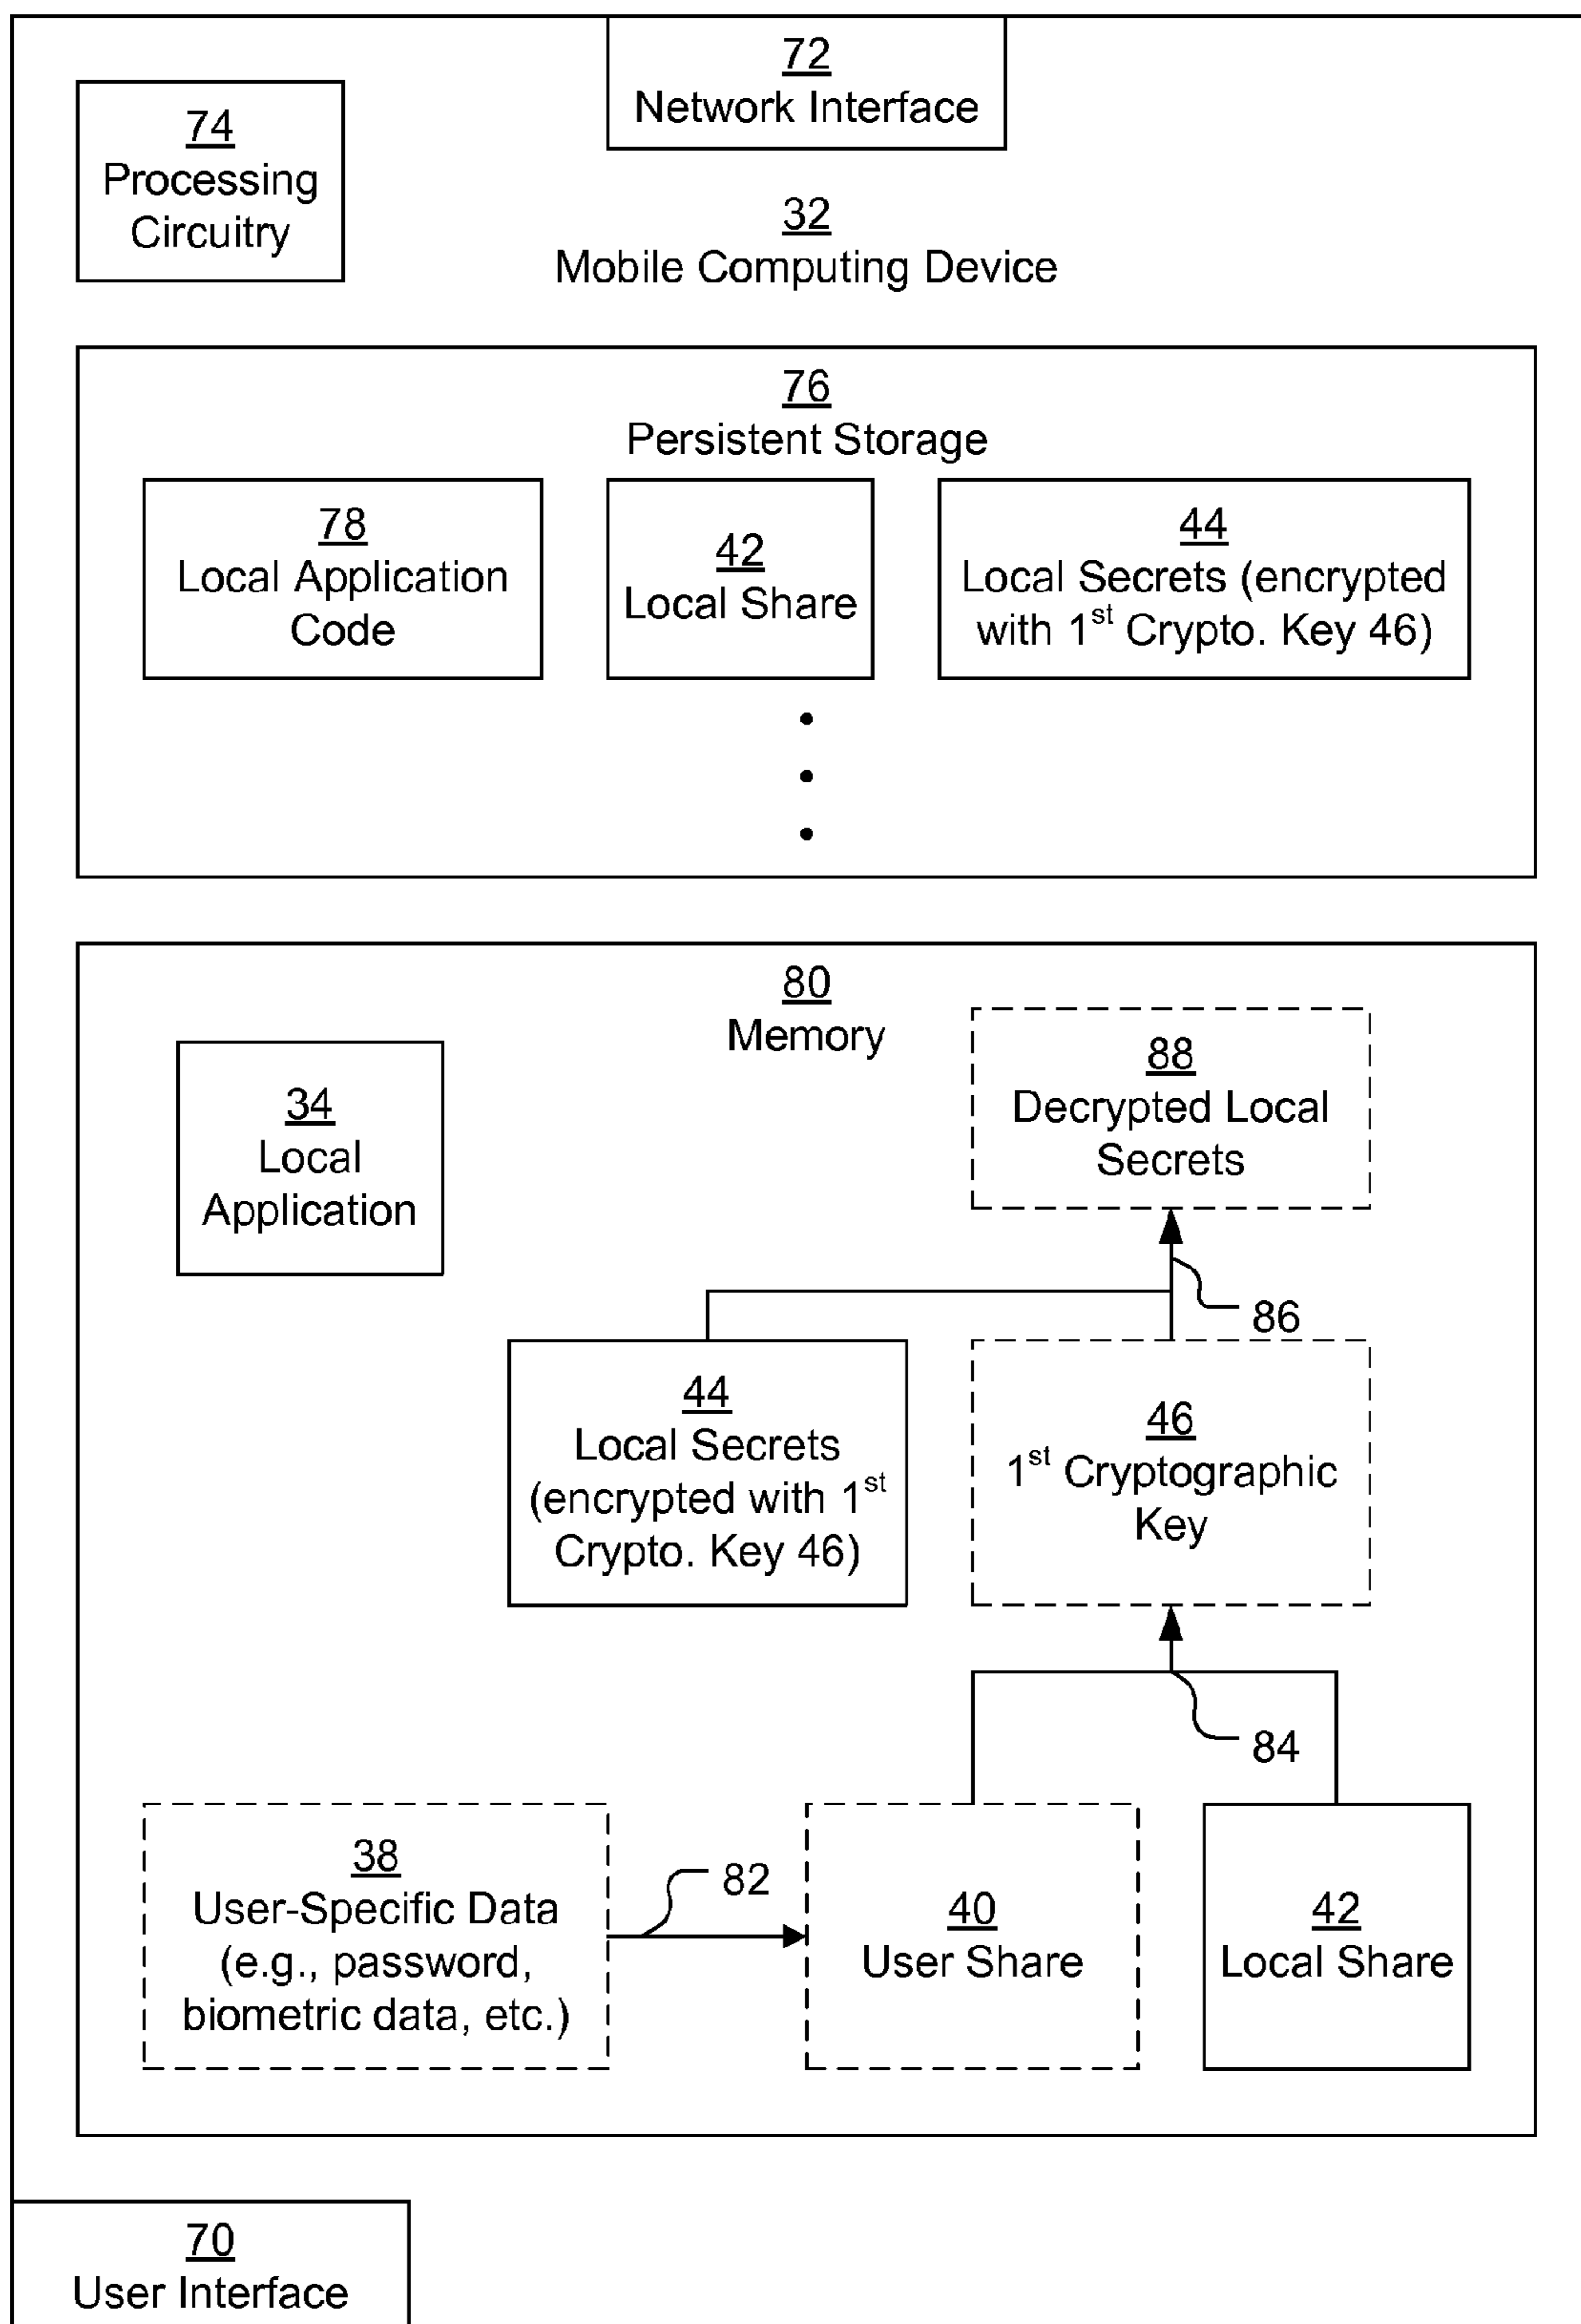 72
Network Interface
74
Processing
Circuitry
32
Mobile Computing Device
76
Persistent Storage
78
Local Application
Code
42
Local Share
44
Local Secrets (encrypted
with 1st Crypto. Key 46)
80
Memory
34
Local
Application
88
Decrypted Local
Secrets
86
44
Local Secrets
(encrypted with 1st
Crypto. Key 46)
46
1st Cryptographic
Key
84
38
User-Specific Data
(e.g., password,
biometric data, etc.)
82
40
User Share
42
Local Share
70
User Interface